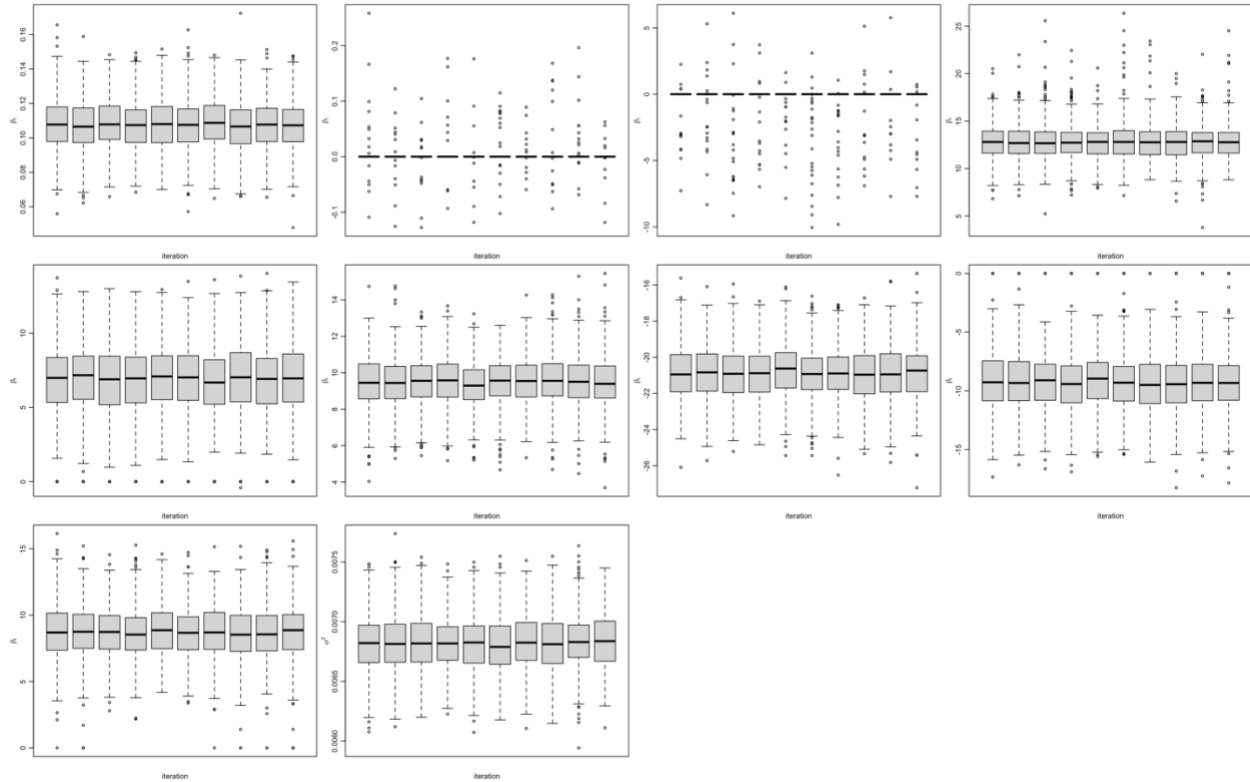 0.06 0.08 0.10 0.12 0.14 0.16
iteration
-0.1 0.0 0.1 0.2
iteration
-10 -5 0 5
iteration
5 10 15 20 25
iteration
0 5 10
iteration
4 6 8 10 12 14
iteration
-26 -24 -22 -20 -18 -16
iteration
-15 -10 -5 0
iteration
0 5 10 15
iteration
0.0060 0.0065 0.0070 0.0075
σ²
iteration